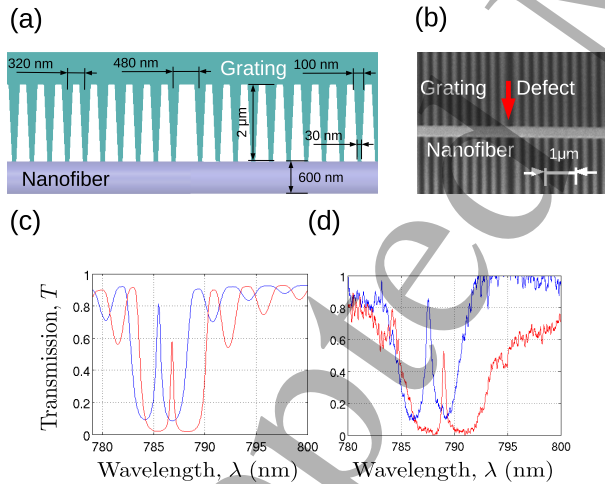 (a)
320 nm
480 nm
Grating
100 nm
2 µm
30 nm
Nanofiber
600 nm
(b)
Grating
Defect
Nanofiber
1µm
(c)
1
0.8
0.6
0.4
0.2
0
780
785
790
795
800
Transmission, T
Wavelength, λ (nm)
(d)
1
0.8
0.6
0.4
0.2
0
780
785
790
795
800
Wavelength, λ (nm)